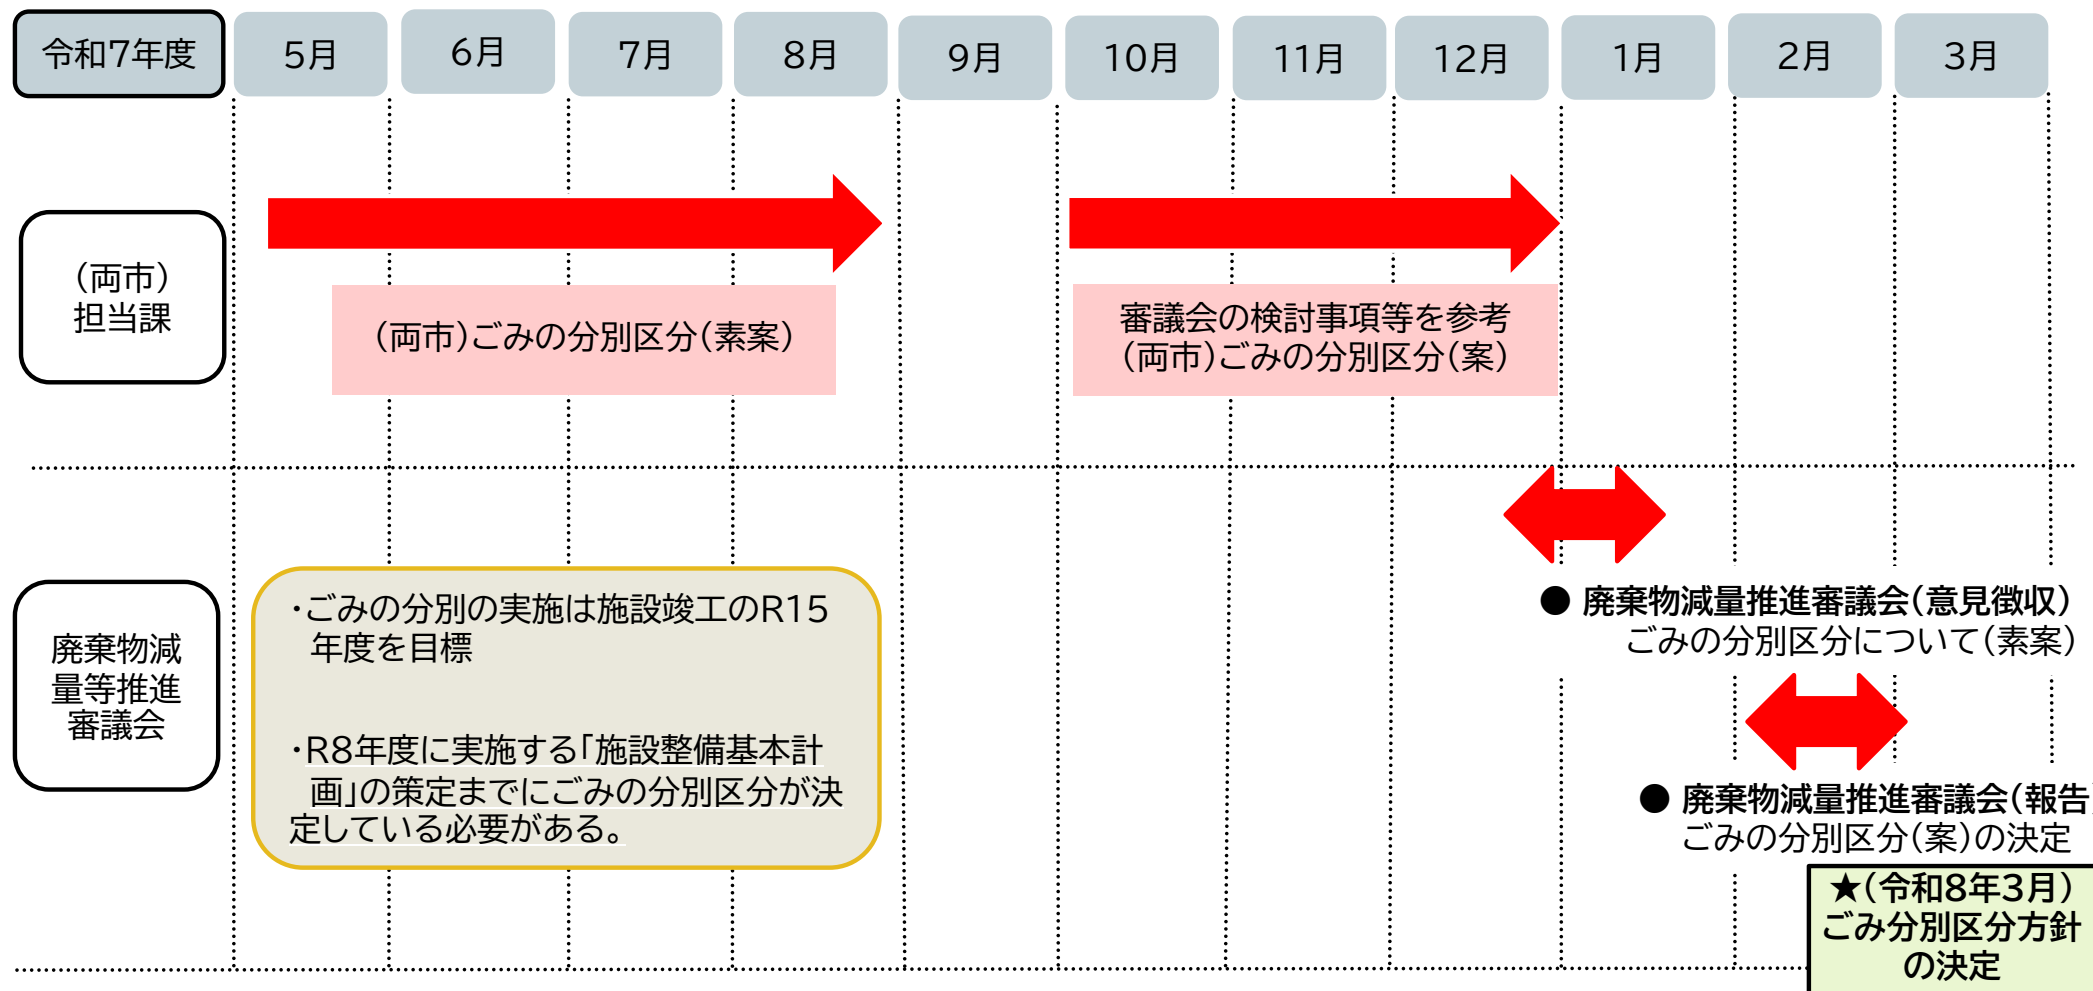 令和7年度
5月
6月
7月
8月
9月
10月
11月
12月
1月
2月
3月
(両市)
担当課
(両市)ごみの分別区分(素案)
審議会の検討事項等を参考
(両市)ごみの分別区分(案)
廃棄物減
量等推進
審議会
・ごみの分別の実施は施設竣工のR15
年度を目標
・R8年度に実施する「施設整備基本計
画」の策定までにごみの分別区分が決
定している必要がある。
● 廃棄物減量推進審議会(意見徴収)
ごみの分別区分について(素案)
● 廃棄物減量推進審議会(報告)
ごみの分別区分(案)の決定
★(令和8年3月)
ごみ分別区分方針
の決定